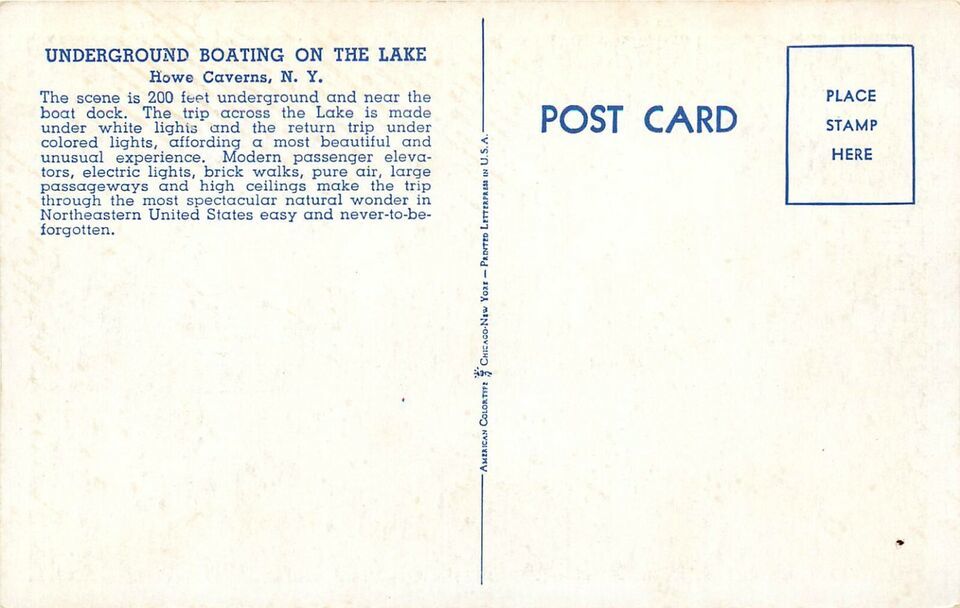 UNDERGROUND BOATING ON THE LAKE
Howe Caverns, N. Y.
The scene is 200 feet underground and near the
boat dock. The trip across the Lake is made
under white lights and the return trip under
colored lights, affording a most beautiful and
unusual experience. Modern passenger eleva-
tors, electric lights, brick walks, pure air, large
passageways and high ceilings make the trip
through the most spectacular natural wonder in
Northeastern United States easy and never-to-be-
forgotten.
American Colortype Chicago-New York — Printed Letterpress in U.S.A.
POST CARD
PLACE
STAMP
HERE